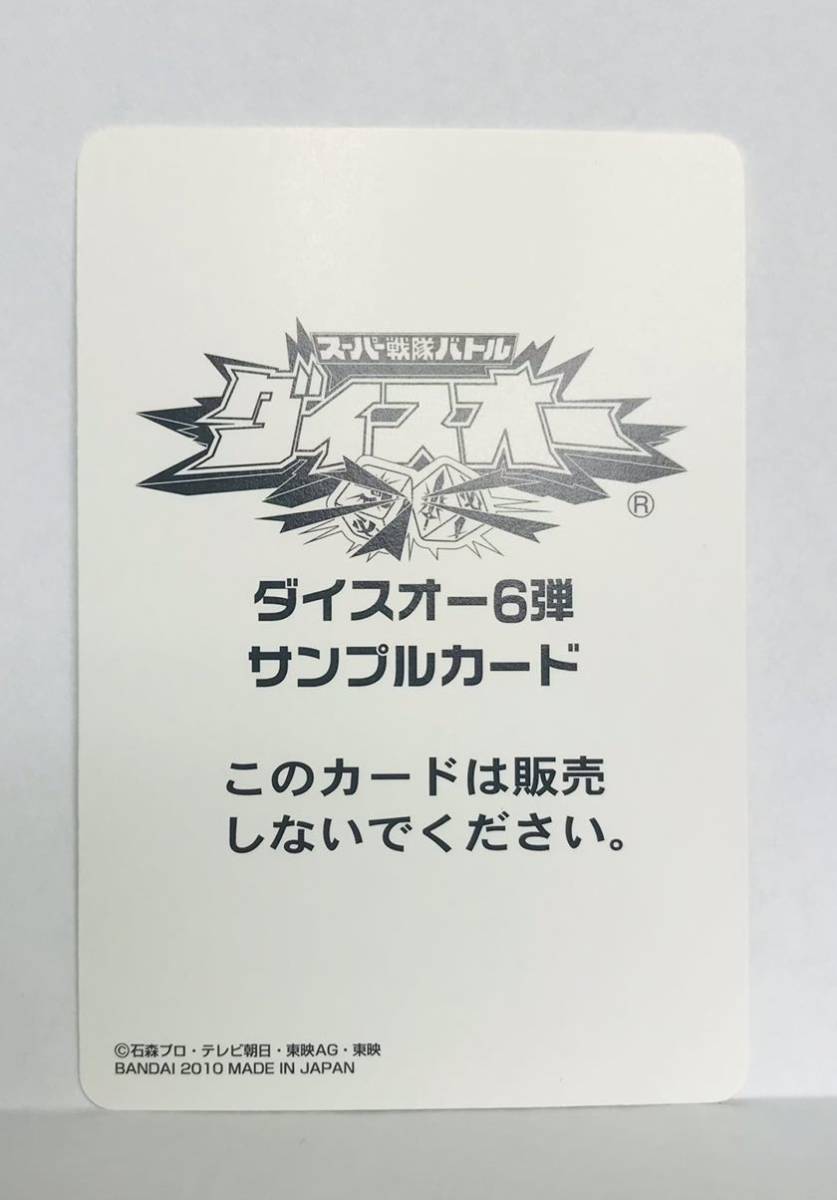 スーパー戦隊バトル
ダイスオー
®
ダイスオー6弾
サンプルカード
このカードは販売
しないでください。
©石森プロ・テレビ朝日・東映AG・東映
BANDAI 2010 MADE IN JAPAN